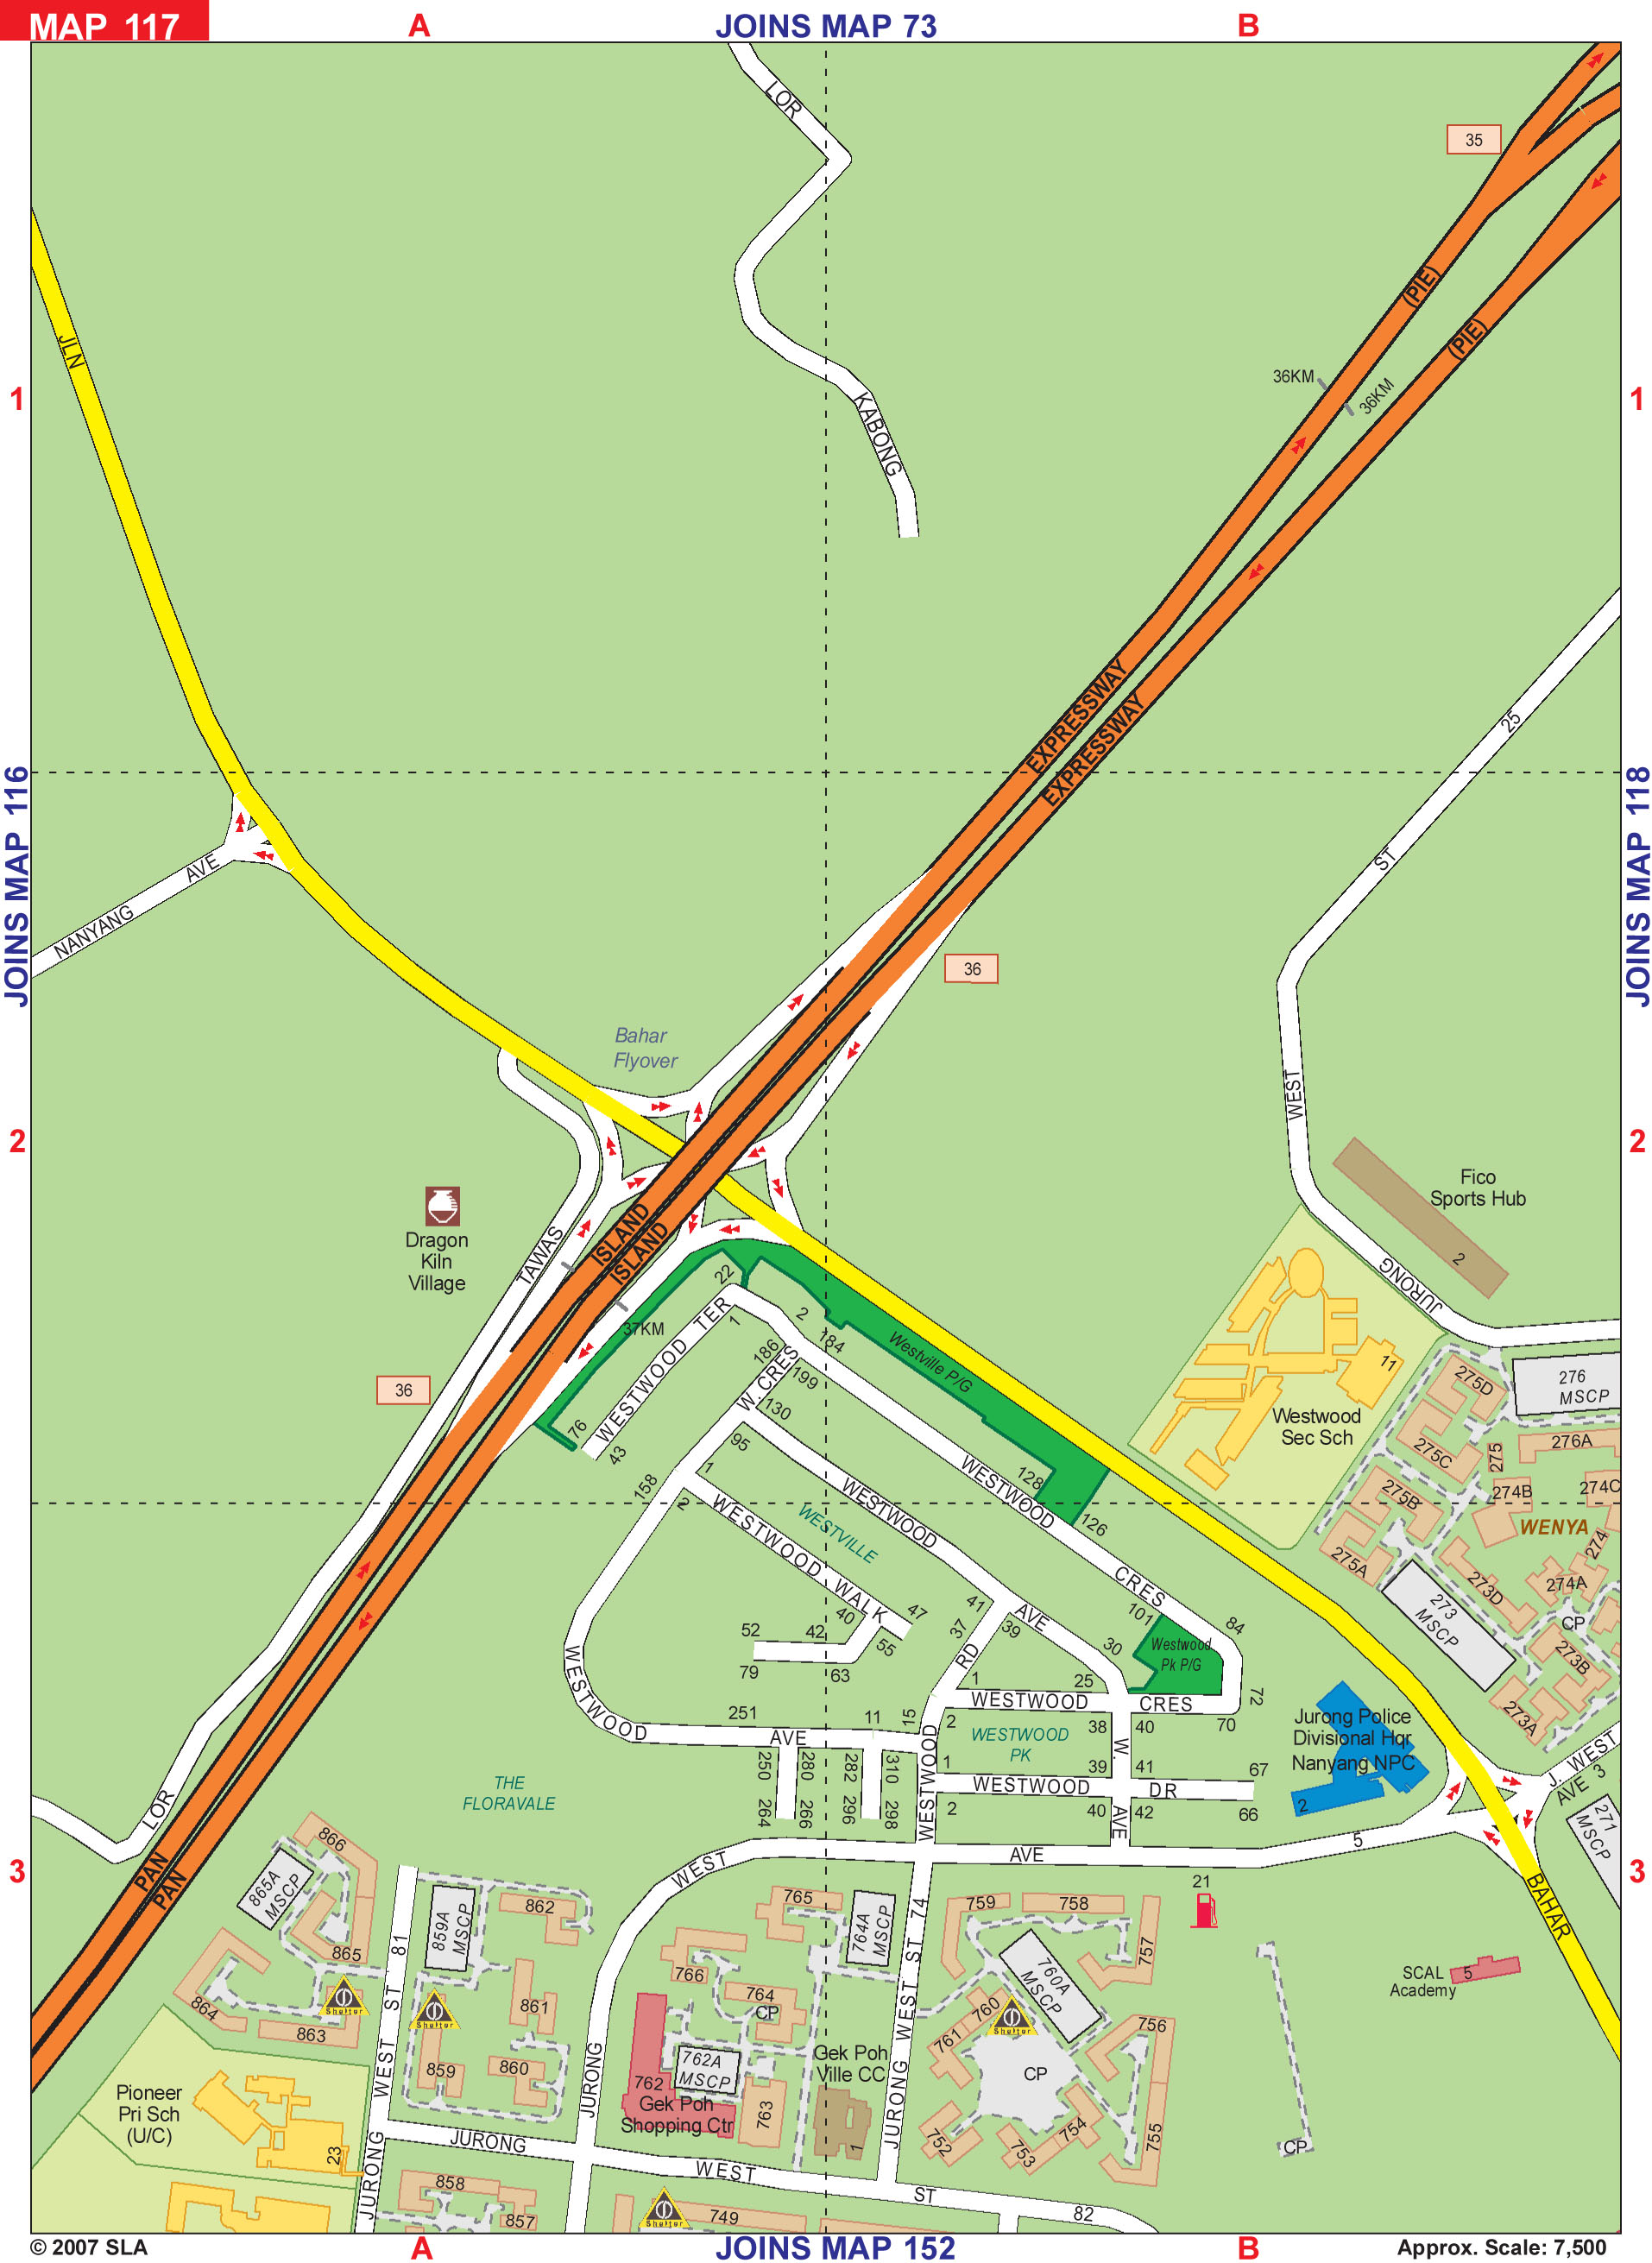 MAP 117
A
JOINS MAP 73
B
LOR
35
(PIE)
(PIE)
JLN
36KM
36KM
1
1
KABONG
EXPRESSWAY
EXPRESSWAY
25
JOINS MAP 116
JOINS MAP 118
ST
AVE
NANYANG
36
Bahar
Flyover
WEST
2
2
Fico
Sports Hub
2
Dragon
Kiln
Village
TAWAS
ISLAND
ISLAND
JURONG
22
37KM
WESTWOOD TER
1
2
184
186
199
W. CRES
Westville P/G
11
36
76
43
130
95
Westwood
Sec Sch
275D
276
MSCP
275C
275
276A
158
1
2
128
126
WESTWOOD
CRES
WESTWOOD
AVE
WESTVILLE
WESTWOOD WALK
275B
274B
274C
WENYA
275A
274
274A
273D
273
MSCP
CP
273B
273A
40
47
55
52
42
79
63
41
37
39
30
101
84
Westwood
Pk P/G
RD
1
25
WESTWOOD
CRES
72
70
2
38
40
WESTWOOD
PK
W.
WESTWOOD
251
AVE
11
15
1
39
41
67
WESTWOOD
DR
2
40
42
66
AVE
250
264
280
266
282
296
310
298
WESTWOOD
Jurong Police
Divisional Hqr
Nanyang NPC
2
J. WEST
AVE 3
271
MSCP
THE
FLORAVALE
LOR
PAN
PAN
3
3
WEST
AVE
5
BAHAR
21
866
865A
MSCP
865
864
863
859A
MSCP
862
861
859
860
81
JURONG WEST ST
Shelter
Shelter
765
764A
MSCP
766
764
CP
762A
MSCP
762
Gek Poh
Shopping Ctr
763
Gek Poh
Ville CC
1
JURONG
JURONG WEST ST 74
759
758
757
760A
MSCP
760
761
Shelter
CP
756
755
754
753
752
SCAL
Academy
5
CP
Pioneer
Pri Sch
(U/C)
23
JURONG
JURONG
WEST
ST
82
858
857
Shelter
749
© 2007 SLA
A
JOINS MAP 152
B
Approx. Scale: 7,500